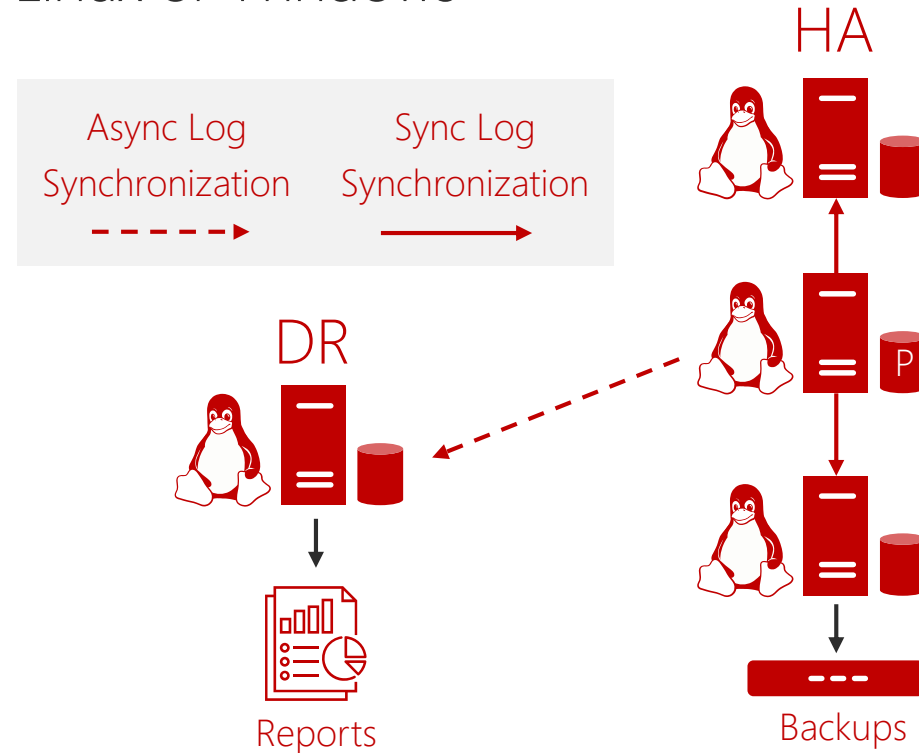 HA
Async Log
Synchronization
Sync Log
Synchronization
DR
P
Reports
Backups